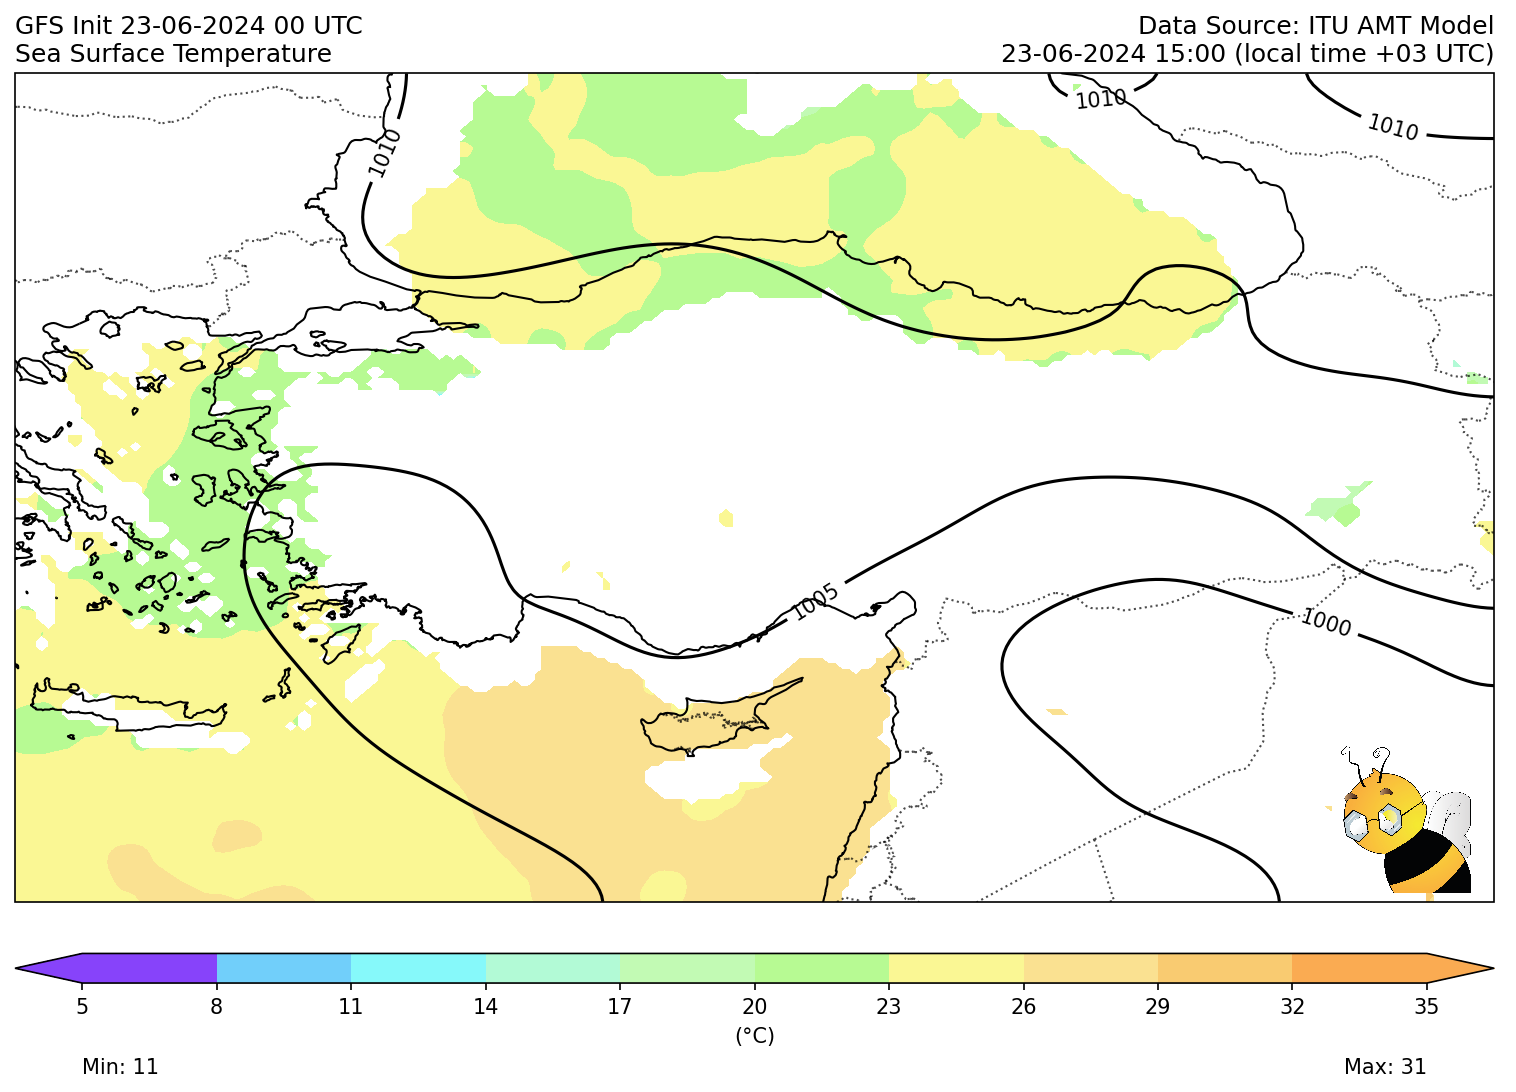 GFS Init 23-06-2024 00 UTC
Data Source: ITU AMT Model
Sea Surface Temperature
23-06-2024 15:00 (local time +03 UTC)
1010
1010
1010
1005
1000
5 8 11 14 17 20 23 26 29 32 35
(°C)
Min: 11
Max: 31